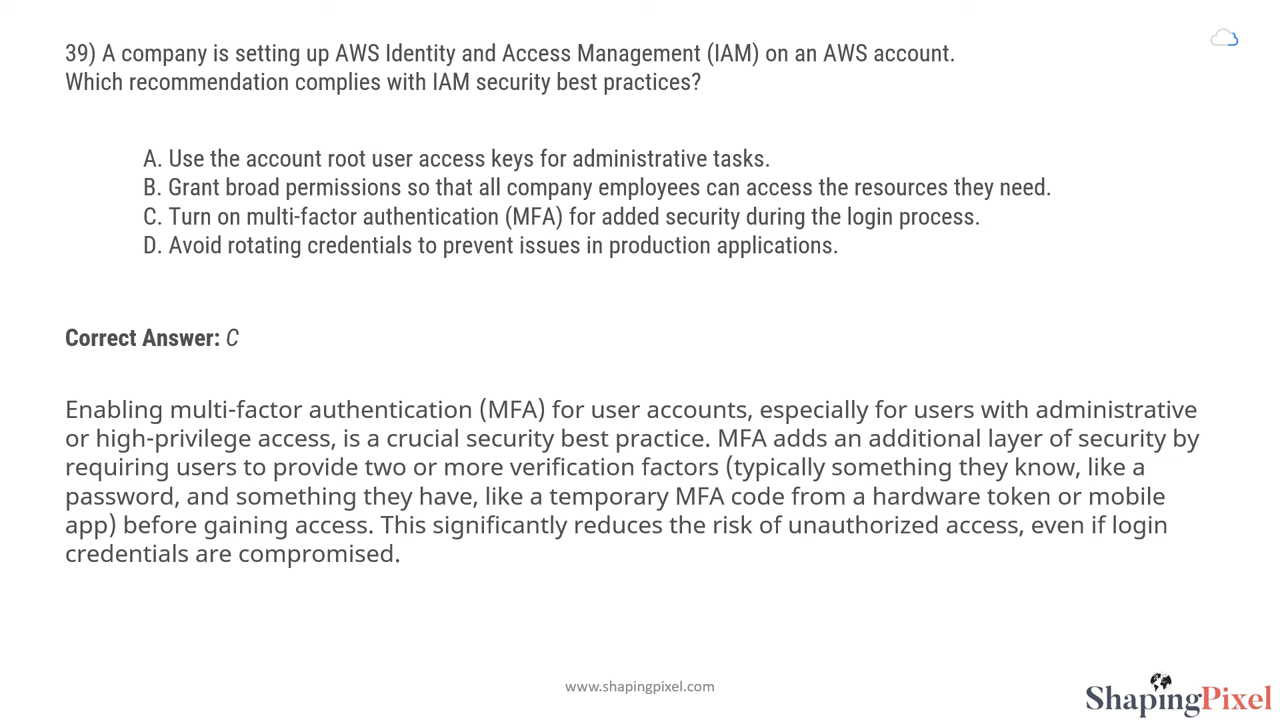 39) A company is setting up AWS Identity and Access Management (IAM) on an AWS account.
Which recommendation complies with IAM security best practices?
A. Use the account root user access keys for administrative tasks.
B. Grant broad permissions so that all company employees can access the resources they need.
C. Turn on multi-factor authentication (MFA) for added security during the login process.
D. Avoid rotating credentials to prevent issues in production applications.
Correct Answer: C
Enabling multi-factor authentication (MFA) for user accounts, especially for users with administrative
or high-privilege access, is a crucial security best practice. MFA adds an additional layer of security by
requiring users to provide two or more verification factors (typically something they know, like a
password, and something they have, like a temporary MFA code from a hardware token or mobile
app) before gaining access. This significantly reduces the risk of unauthorized access, even if login
credentials are compromised.
www.shapingpixel.com
ShapingPixel